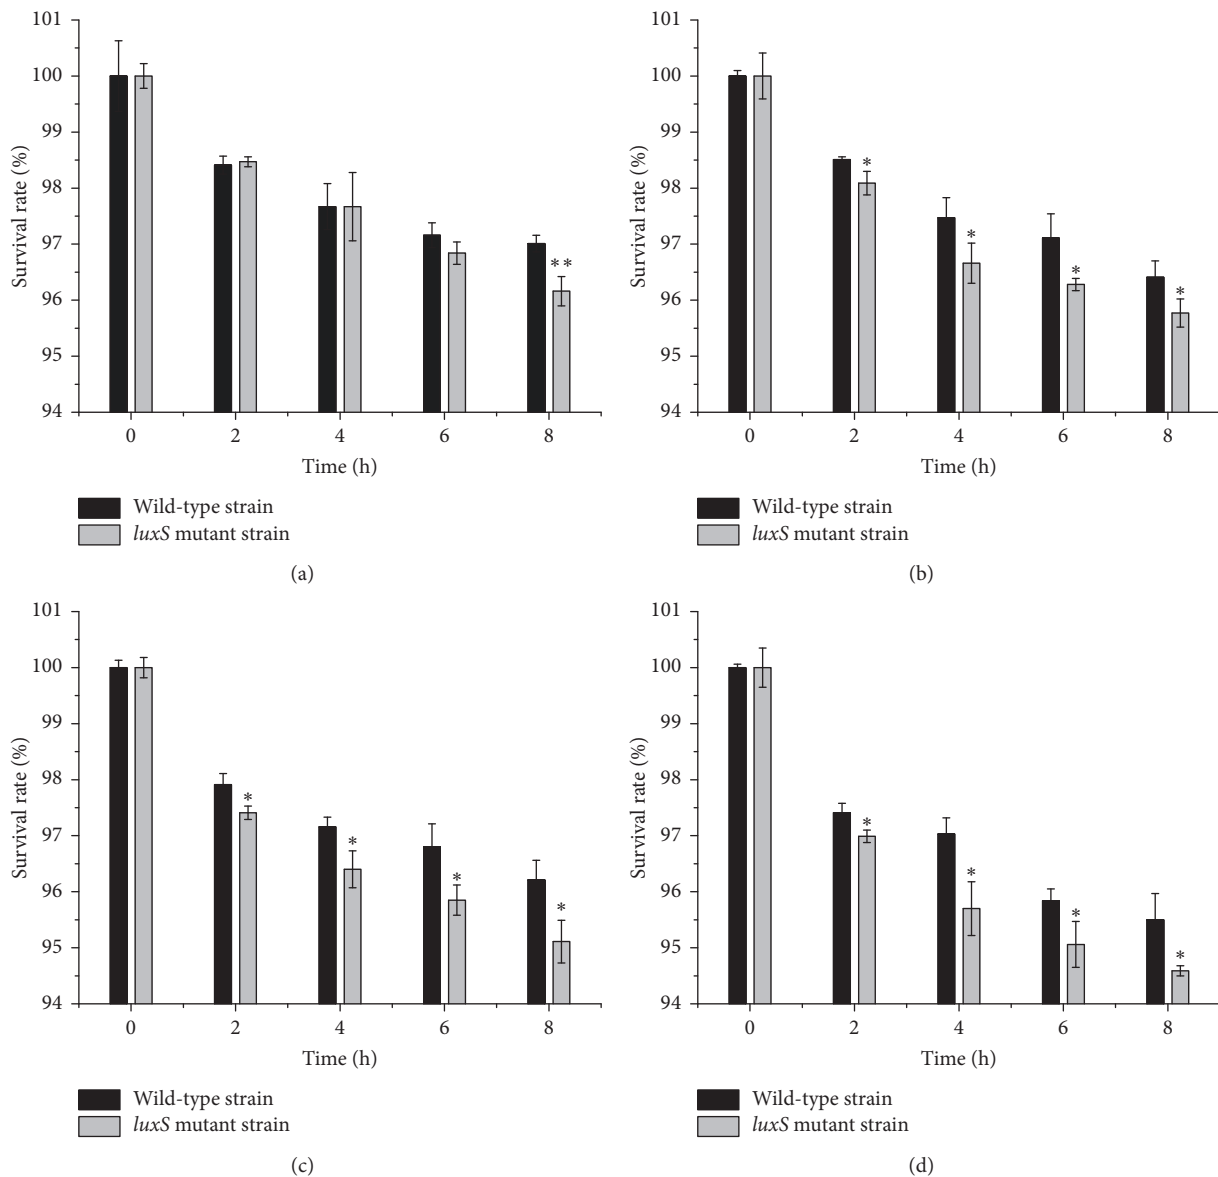 Survival rate (%)
101
100
99
98
97
96
95
94
**
0 2 4 6 8
Time (h)
Wild-type strain
luxS mutant strain
(a)
Survival rate (%)
101
100
99
98
97
96
95
94
*
*
*
*
0 2 4 6 8
Time (h)
Wild-type strain
luxS mutant strain
(b)
Survival rate (%)
101
100
99
98
97
96
95
94
*
*
*
*
0 2 4 6 8
Time (h)
Wild-type strain
luxS mutant strain
(c)
Survival rate (%)
101
100
99
98
97
96
95
94
*
*
*
*
0 2 4 6 8
Time (h)
Wild-type strain
luxS mutant strain
(d)